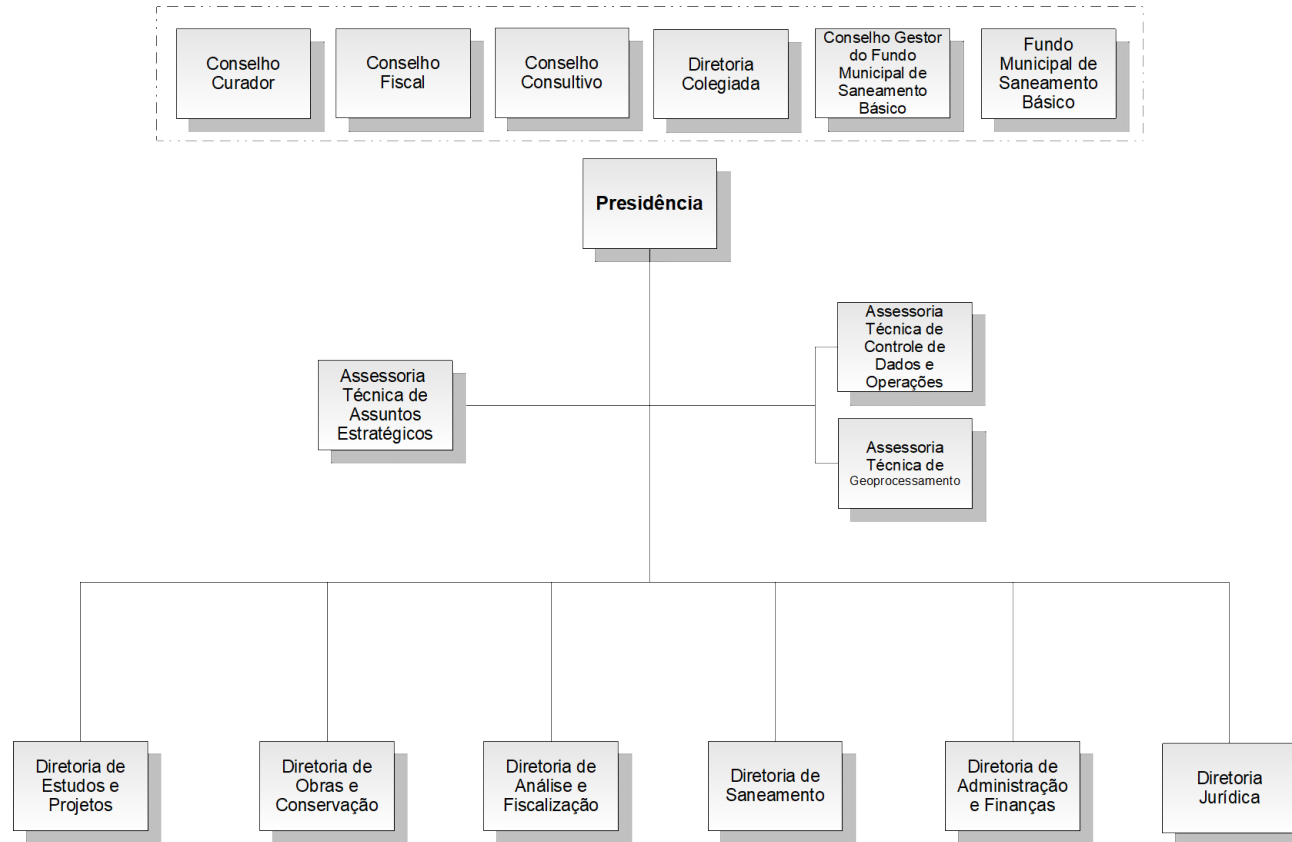 Conselho
Curador
Conselho
Fiscal
Conselho
Consultivo
Diretoria
Colegiada
Conselho Gestor
do Fundo
Municipal de
Saneamento
Básico
Fundo
Municipal de
Saneamento
Básico
Presidência
Assessoria
Técnica de
Assuntos
Estratégicos
Assessoria
Técnica de
Controle de
Dados e
Operações
Assessoria
Técnica de
Geoprocessamento
Diretoria de
Estudos e
Projetos
Diretoria de
Obras e
Conservação
Diretoria de
Análise e
Fiscalização
Diretoria de
Saneamento
Diretoria de
Administração
e Finanças
Diretoria
Jurídica